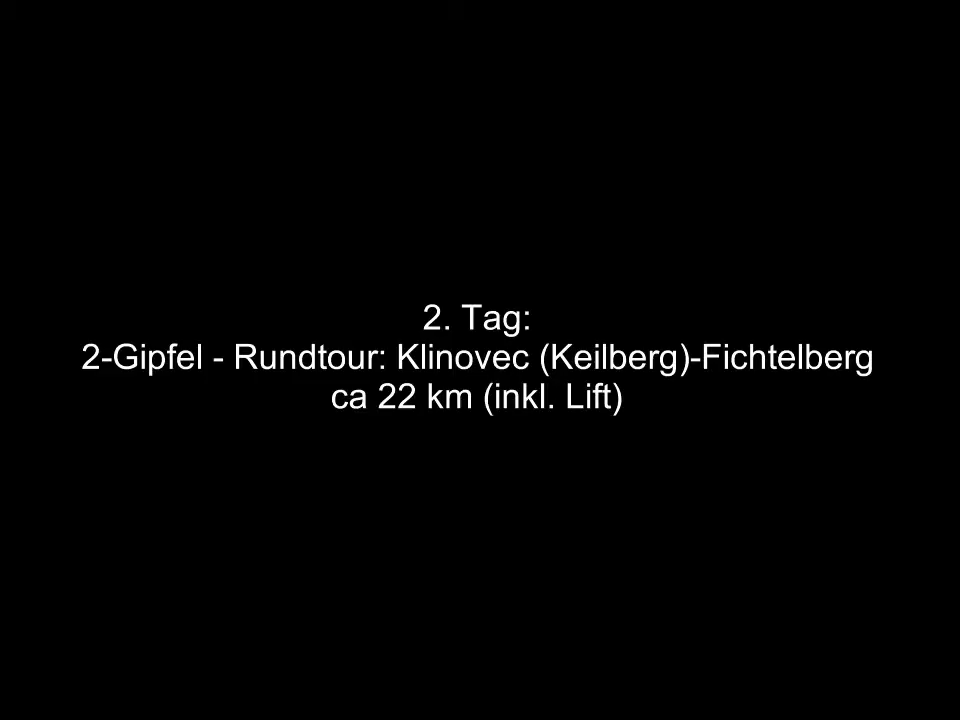 2. Tag:
2-Gipfel - Rundtour: Klinovec (Keilberg)-Fichtelberg
ca 22 km (inkl. Lift)